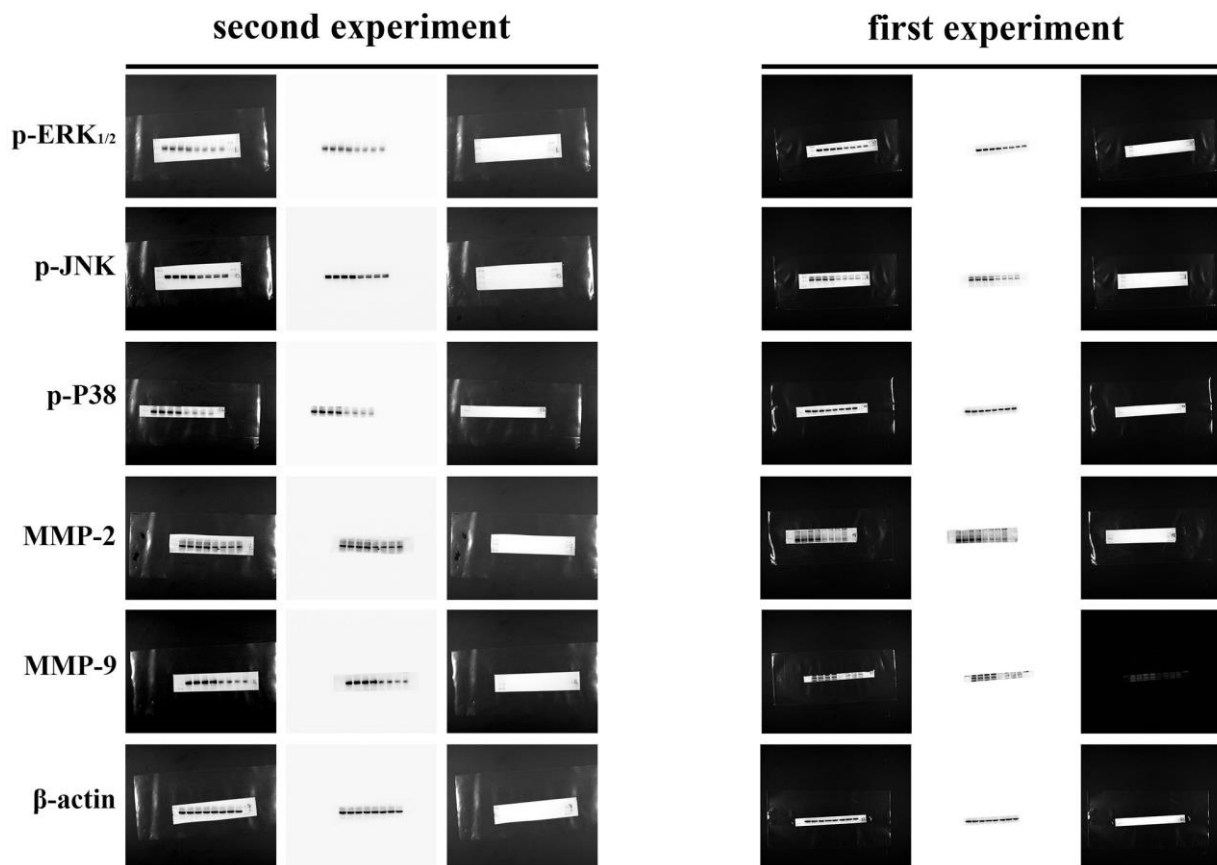 second experiment
first experiment
p-ERK1/2
p-JNK
p-P38
MMP-2
MMP-9
β-actin